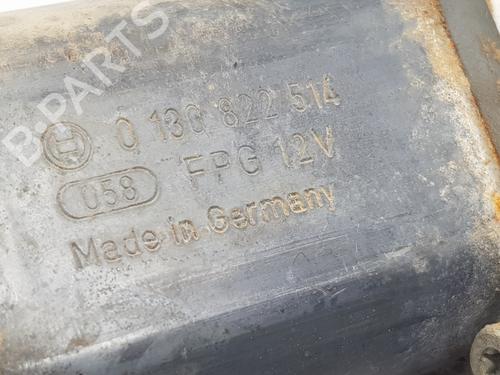 B-PARTS
0 130 822 514
058 FPG 12V
Made in Germany